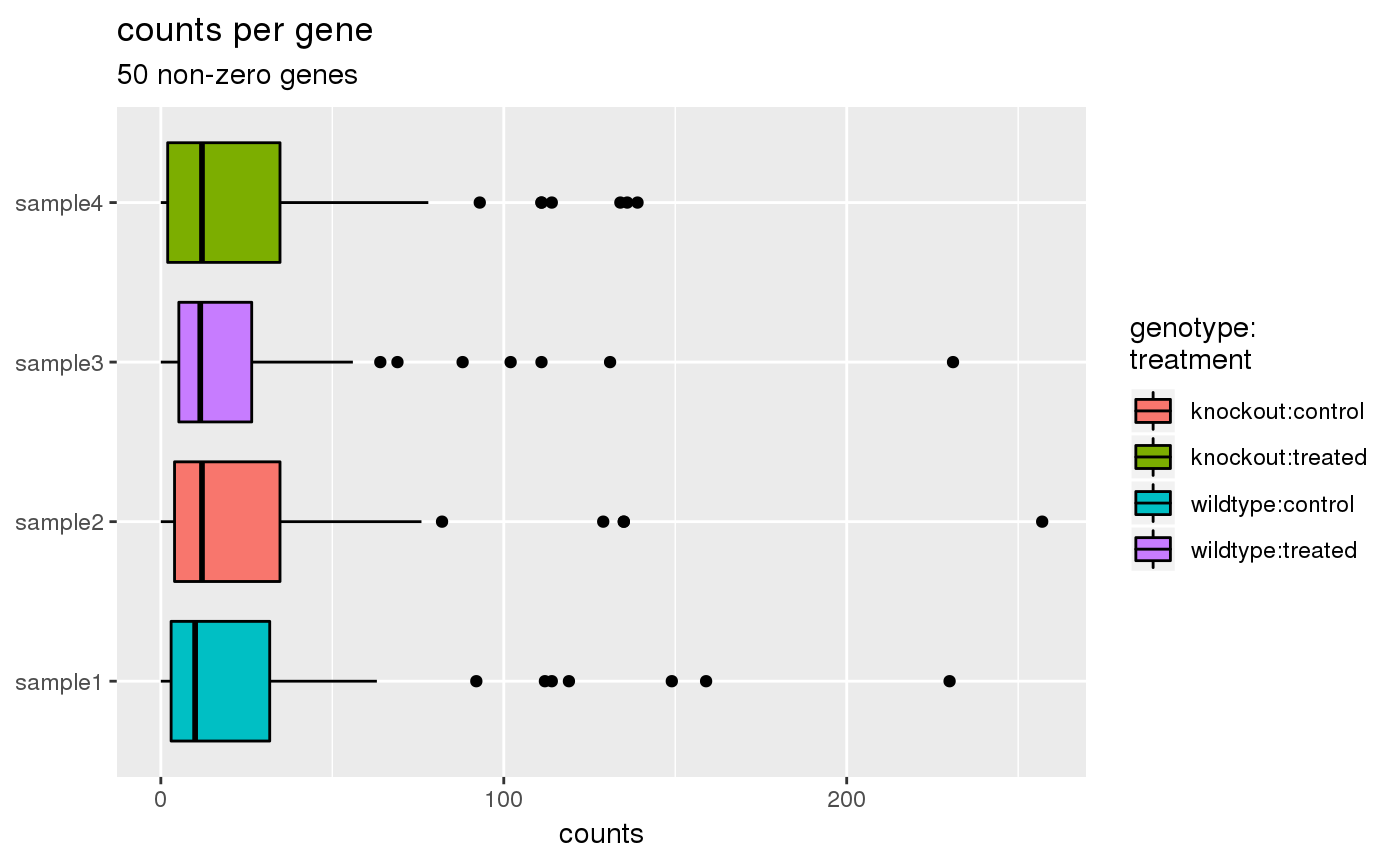 counts per gene
50 non-zero genes
sample4
sample3
sample2
sample1
0
100
200
counts
genotype:
treatment
knockout:control
knockout:treated
wildtype:control
wildtype:treated